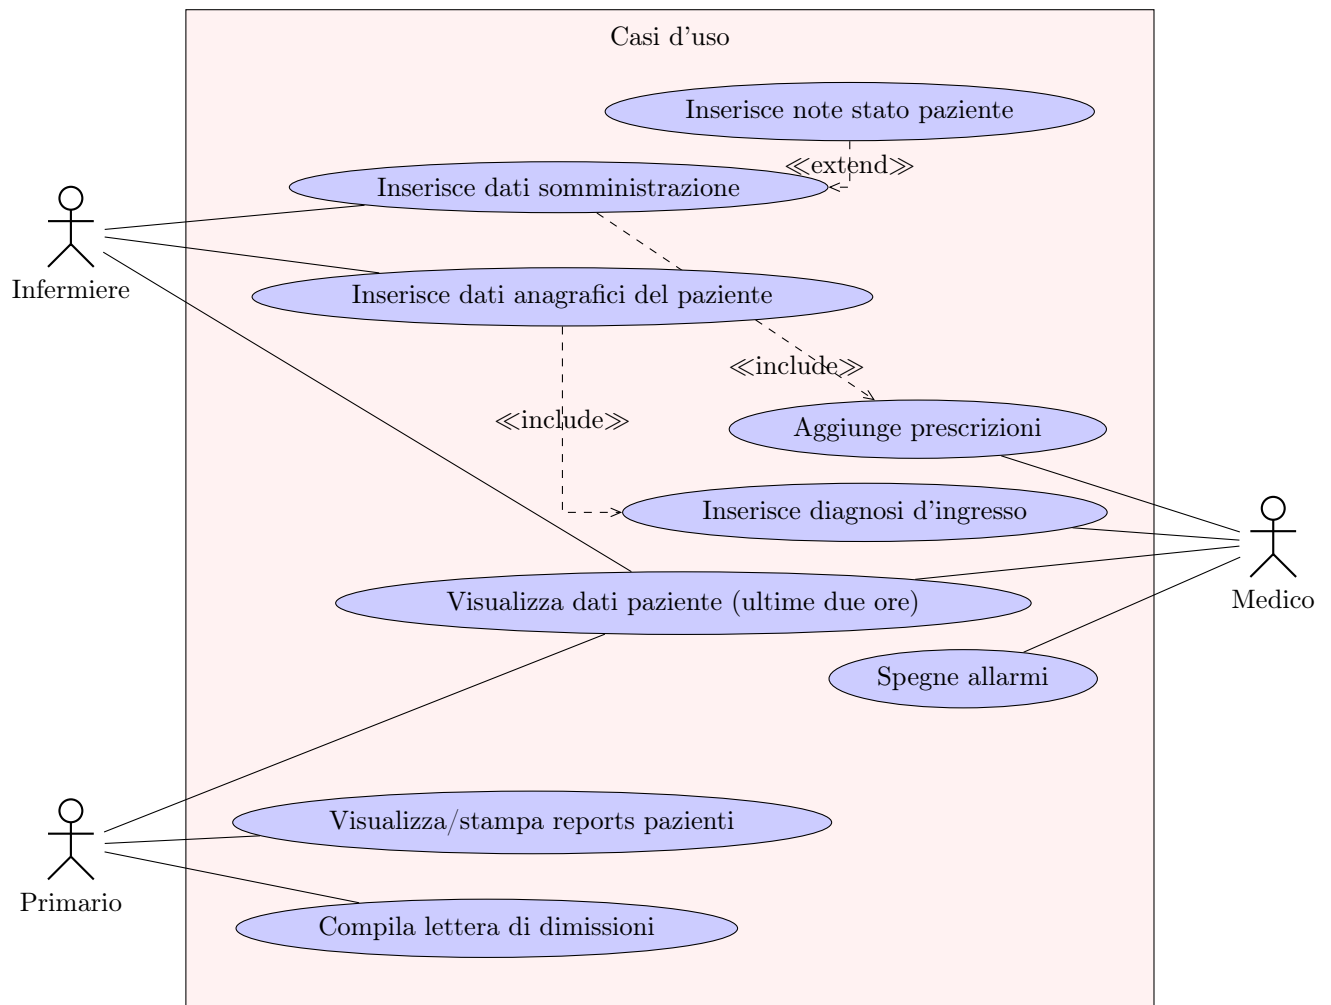 Casi d'uso
Inserisce note stato paziente
≪extend≫
Inserisce dati somministrazione
Infermiere
Inserisce dati anagrafici del paziente
≪include≫
≪include≫
Aggiunge prescrizioni
Inserisce diagnosi d'ingresso
Visualizza dati paziente (ultime due ore)
Medico
Spegne allarmi
Visualizza/stampa reports pazienti
Primario
Compila lettera di dimissioni